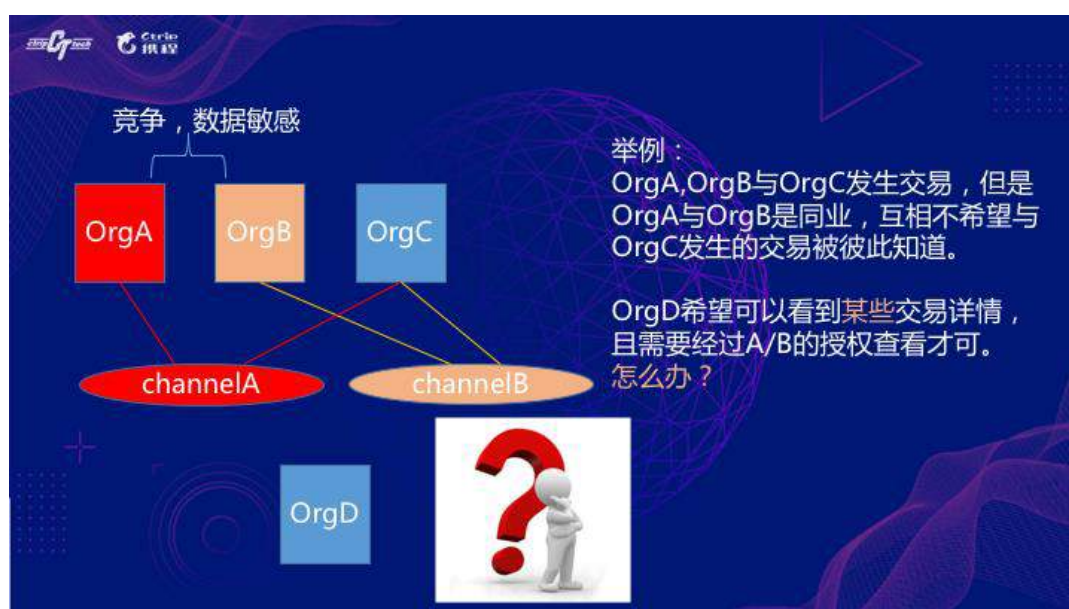 ctrip tech
Ctrip
携程
竞争，数据敏感
OrgA
OrgB
OrgC
channelA
channelB
OrgD
举例：
OrgA,OrgB与OrgC发生交易，但是
OrgA与OrgB是同业，互相不希望与
OrgC发生的交易被彼此知道。
OrgD希望可以看到某些交易详情，
且需要经过A/B的授权查看才可。
怎么办？